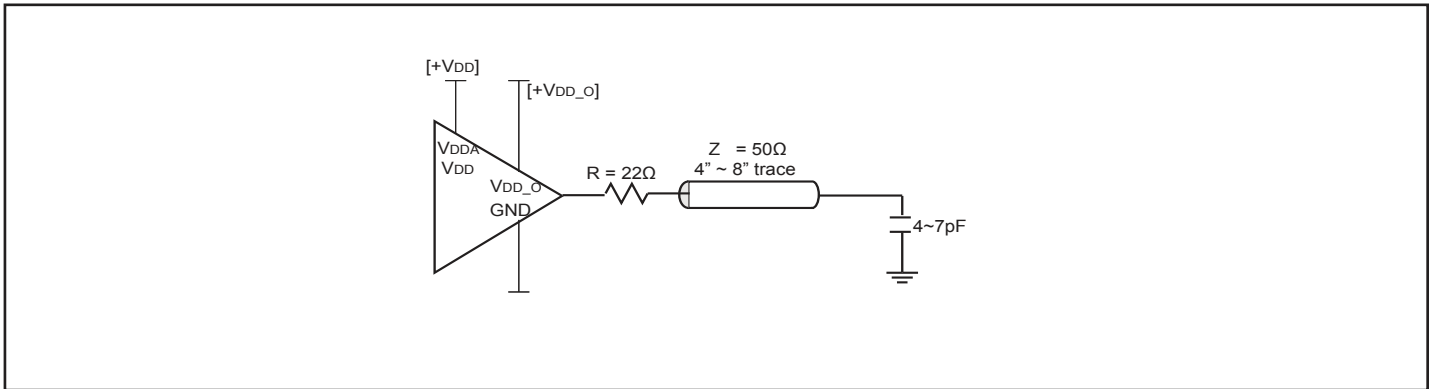 [+VDD]
[+VDD_O]
VDDA
VDD
VDD_O
GND
R = 22Ω
Z = 50Ω
4” ~ 8” trace
4~7pF